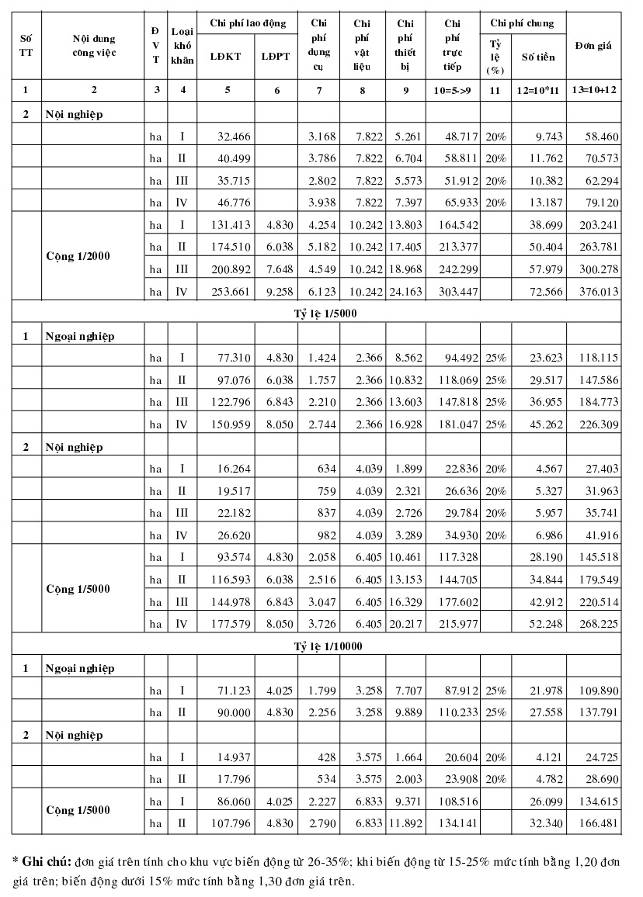 Số TT | Nội dung công việc | ĐVT | Loại khó khăn | Chi phí lao động | Chi phí dụng cụ | Chi phí vật liệu | Chi phí thiết bị | Chi phí trực tiếp | Chi phí chung | Đơn giá
LĐKT | LĐPT | Tỷ lệ (%) | Số tiền
1 | 2 | 3 | 4 | 5 | 6 | 7 | 8 | 9 | 10=5->9 | 11 | 12=10*11 | 13=10+12
2 | Nội nghiệp
ha | I | 32.466 | 3.168 | 7.822 | 5.261 | 48.717 | 20% | 9.743 | 58.460
ha | II | 40.499 | 3.786 | 7.822 | 6.704 | 58.811 | 20% | 11.762 | 70.573
ha | III | 35.715 | 2.802 | 7.822 | 5.573 | 51.912 | 20% | 10.382 | 62.294
ha | IV | 46.776 | 3.938 | 7.822 | 7.397 | 65.933 | 20% | 13.187 | 79.120
Cộng 1/2000
ha | I | 131.413 | 4.830 | 4.254 | 10.242 | 13.803 | 164.542 | 38.699 | 203.241
ha | II | 174.510 | 6.038 | 5.182 | 10.242 | 17.405 | 213.377 | 50.404 | 263.781
ha | III | 200.892 | 7.648 | 4.549 | 10.242 | 18.968 | 242.299 | 57.979 | 300.278
ha | IV | 253.661 | 9.258 | 6.123 | 10.242 | 24.163 | 303.447 | 72.566 | 376.013
Tỷ lệ 1/5000
1 | Ngoại nghiệp
ha | I | 77.310 | 4.830 | 1.424 | 2.366 | 8.562 | 94.492 | 25% | 23.623 | 118.115
ha | II | 97.076 | 6.038 | 1.757 | 2.366 | 10.832 | 118.069 | 25% | 29.517 | 147.586
ha | III | 122.796 | 6.843 | 2.210 | 2.366 | 13.603 | 147.818 | 25% | 36.955 | 184.773
ha | IV | 150.959 | 8.050 | 2.744 | 2.366 | 16.928 | 181.047 | 25% | 45.262 | 226.309
2 | Nội nghiệp
ha | I | 16.264 | 634 | 4.039 | 1.899 | 22.836 | 20% | 4.567 | 27.403
ha | II | 19.517 | 759 | 4.039 | 2.321 | 26.636 | 20% | 5.327 | 31.963
ha | III | 22.182 | 837 | 4.039 | 2.726 | 29.784 | 20% | 5.957 | 35.741
ha | IV | 26.620 | 982 | 4.039 | 3.289 | 34.930 | 20% | 6.986 | 41.916
Cộng 1/5000
ha | I | 93.574 | 4.830 | 2.058 | 6.405 | 10.461 | 117.328 | 28.190 | 145.518
ha | II | 116.593 | 6.038 | 2.516 | 6.405 | 13.153 | 144.705 | 34.844 | 179.549
ha | III | 144.978 | 6.843 | 3.047 | 6.405 | 16.329 | 177.602 | 42.912 | 220.514
ha | IV | 177.579 | 8.050 | 3.726 | 6.405 | 20.217 | 215.977 | 52.248 | 268.225
Tỷ lệ 1/10000
1 | Ngoại nghiệp
ha | I | 71.123 | 4.025 | 1.799 | 3.258 | 7.707 | 87.912 | 25% | 21.978 | 109.890
ha | II | 90.000 | 4.830 | 2.256 | 3.258 | 9.889 | 110.233 | 25% | 27.558 | 137.791
2 | Nội nghiệp
ha | I | 14.937 | 428 | 3.575 | 1.664 | 20.604 | 20% | 4.121 | 24.725
ha | II | 17.796 | 534 | 3.575 | 2.003 | 23.908 | 20% | 4.782 | 28.690
Cộng 1/5000
ha | I | 86.060 | 4.025 | 2.227 | 6.833 | 9.371 | 108.516 | 26.099 | 134.615
ha | II | 107.796 | 4.830 | 2.790 | 6.833 | 11.892 | 134.141 | 32.340 | 166.481
* Ghi chú: đơn giá trên tính cho khu vực biến động từ 26-35%; khi biến động từ 15-25% mức tính bằng 1,20 đơn
giá trên; biến động dưới 15% mức tính bằng 1,30 đơn giá trên.